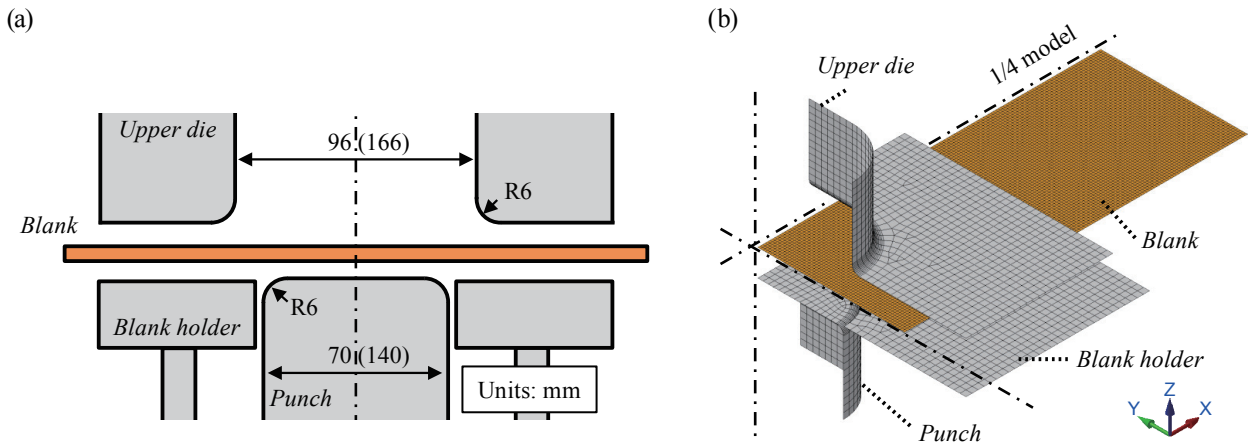 (a)
Upper die
96 (166)
R6
Blank
R6
Blank holder
70 (140)
Punch
Units: mm
(b)
Upper die
1/4 model
Blank
Blank holder
Punch
Z
Y
X